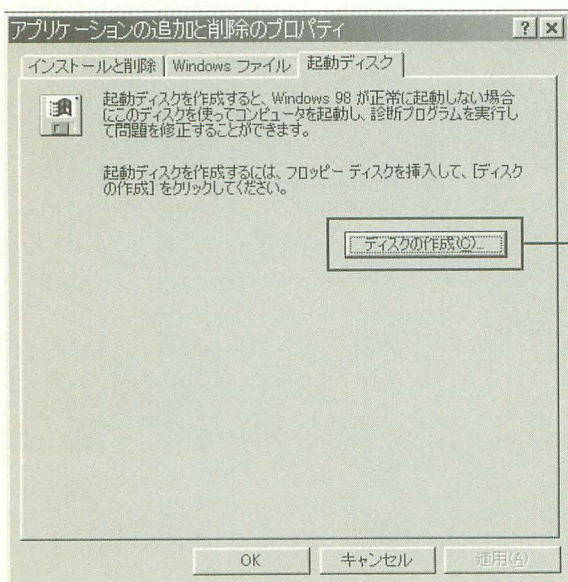 アプリケーションの追加と削除のプロパティ
インストールと削除 Windows ファイル 起動ディスク
起動ディスクを作成すると、Windows 98 が正常に起動しない場合
にこのディスクを使ってコンピュータを起動し、診断プログラムを実行し
て問題を修正することができます。
起動ディスクを作成するには、フロッピー ディスクを挿入して、[ディスク
の作成] をクリックしてください。
ディスクの作成(C)...
OK キャンセル 適用(A)